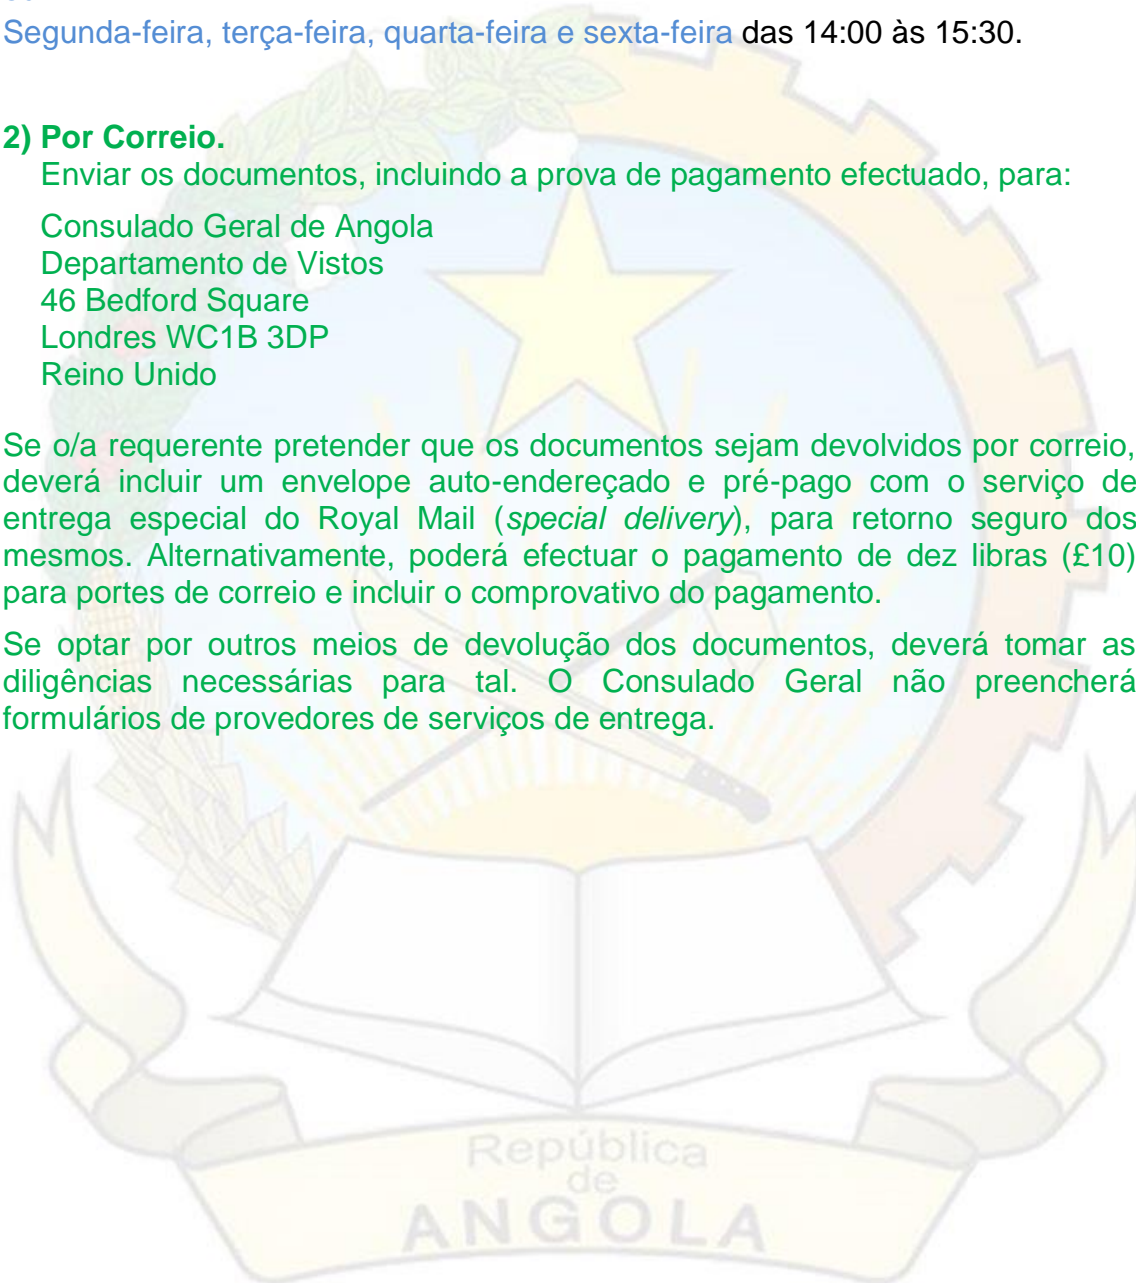 Segunda-feira, terça-feira, quarta-feira e sexta-feira das 14:00 às 15:30.
2) Por Correio.
Enviar os documentos, incluindo a prova de pagamento efectuado, para:
Consulado Geral de Angola
Departamento de Vistos
46 Bedford Square
Londres WC1B 3DP
Reino Unido
Se o/a requerente pretender que os documentos sejam devolvidos por correio,
deverá incluir um envelope auto-endereçado e pré-pago com o serviço de
entrega especial do Royal Mail (special delivery), para retorno seguro dos
mesmos. Alternativamente, poderá efectuar o pagamento de dez libras (£10)
para portes de correio e incluir o comprovativo do pagamento.
Se optar por outros meios de devolução dos documentos, deverá tomar as
diligências necessárias para tal. O Consulado Geral não preencherá
formulários de provedores de serviços de entrega.
República
de
ANGOLA